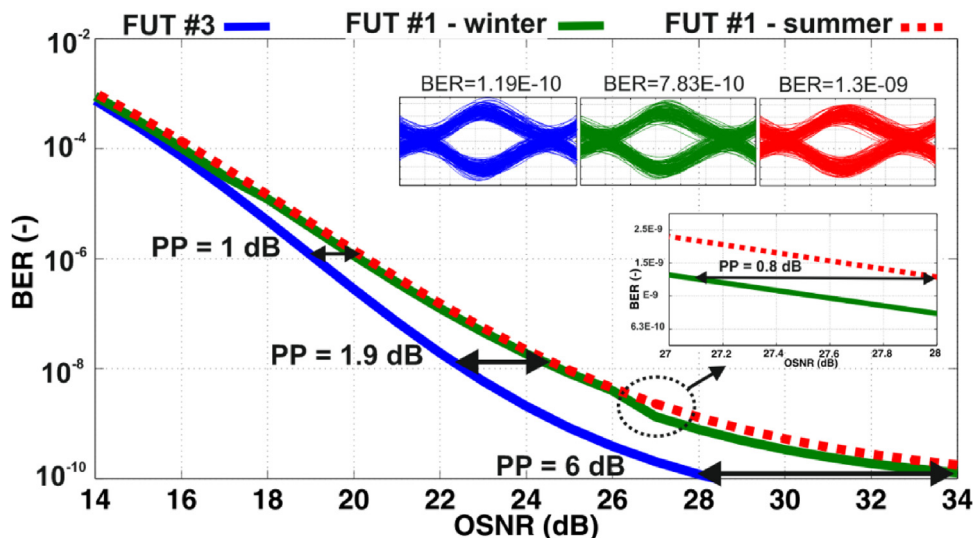 FUT #3 FUT #1 - winter FUT #1 - summer
10-2
BER=1.19E-10 BER=7.83E-10 BER=1.3E-09
10-4
PP = 1 dB
BER (-)
10-6
2.5E-9
1.5E-9
PP = 0.8 dB
BER (-)
E-9
6.3E-10
27 27.2 27.4 27.6 27.8 28
OSNR (dB)
PP = 1.9 dB
10-8
PP = 6 dB
10-10
14 16 18 20 22 24 26 28 30 32 34
OSNR (dB)